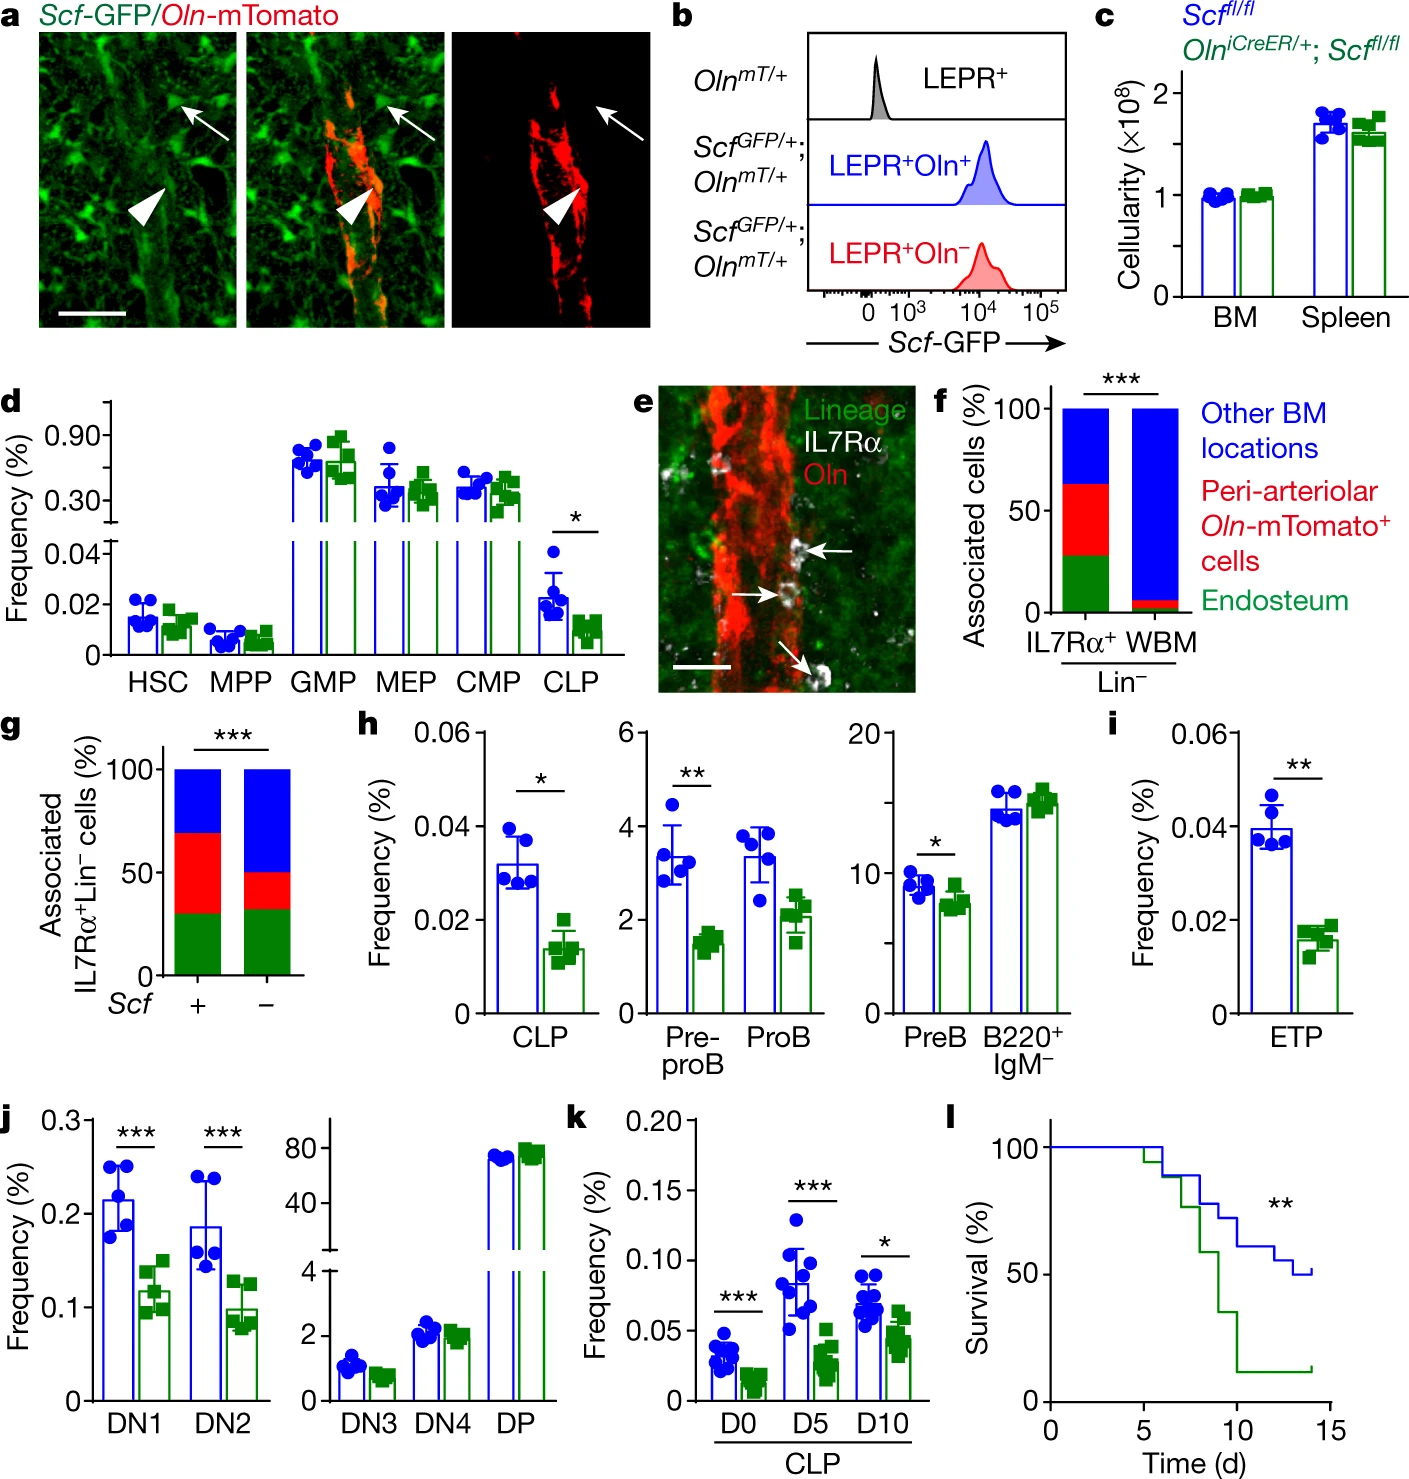 a
Scf-GFP/Oln-mTomato
b
Oln^mT/+
LEPR⁺
Scf^GFP/+;
Oln^mT/+
LEPR⁺Oln⁺
Scf^GFP/+;
Oln^mT/+
LEPR⁺Oln⁻
0 10³ 10⁴ 10⁵
Scf-GFP
c
Scf^fl/fl
Oln^iCreER/+; Scf^fl/fl
Cellularity (×10⁸)
2
1
0
BM Spleen
d
Frequency (%)
0.90
0.30
0.04
0.02
0
*
HSC MPP GMP MEP CMP CLP
e
Lineage
IL7Rα
Oln
f
Associated cells (%)
100
50
0
***
IL7Rα⁺ WBM
Lin⁻
Other BM
locations
Peri-arteriolar
Oln-mTomato⁺
cells
Endosteum
g
Associated
IL7Rα⁺Lin⁻ cells (%)
100
50
0
***
Scf + −
h
Frequency (%)
0.06
0.04
0.02
0
*
CLP
6
4
2
0
**
Pre-
proB
ProB
20
10
0
*
PreB
B220⁺
IgM⁻
i
Frequency (%)
0.06
0.04
0.02
0
**
ETP
j
Frequency (%)
0.3
0.2
0.1
0
*** ***
DN1 DN2
80
40
4
2
0
DN3 DN4 DP
k
Frequency (%)
0.20
0.15
0.10
0.05
0
*** *** *
D0 D5 D10
CLP
l
Survival (%)
100
50
0
**
0 5 10 15
Time (d)